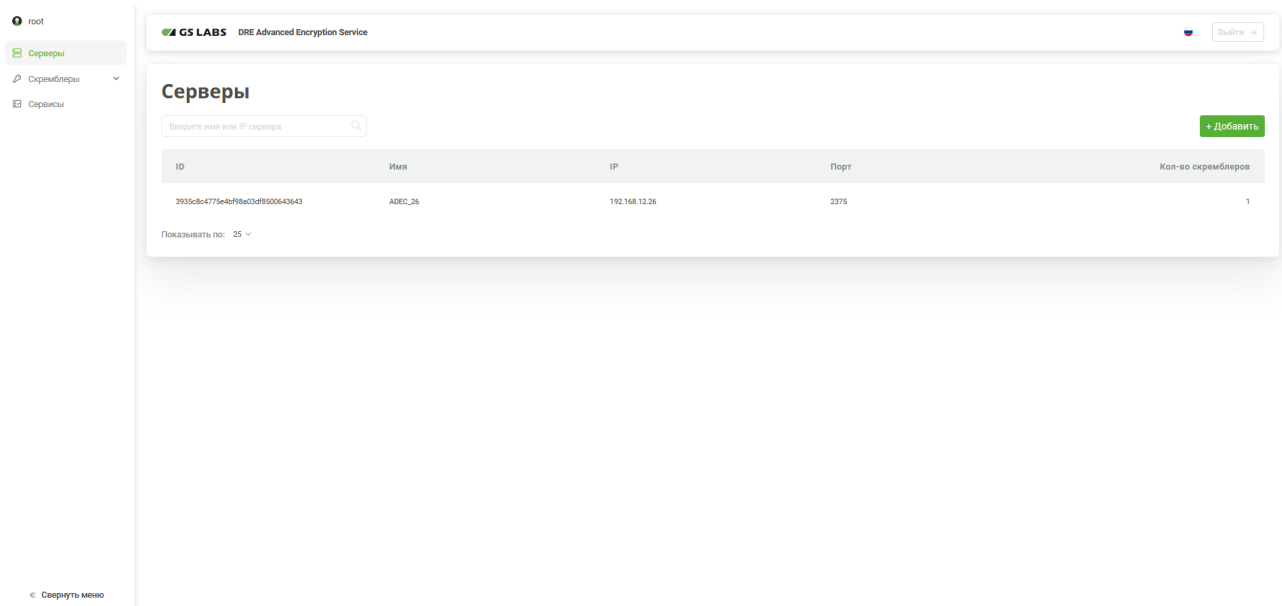 root
Серверы
Скремблеры
Сервисы
Свернуть меню
GS LABS DRE Advanced Encryption Service
Выйти
Серверы
Введите имя или IP сервера
+ Добавить
ID Имя IP Порт Кол-во скремблеров
3935c8c4775e4bf98a03df8500643643 ADEC_26 192.168.12.26 2375 1
Показывать по: 25